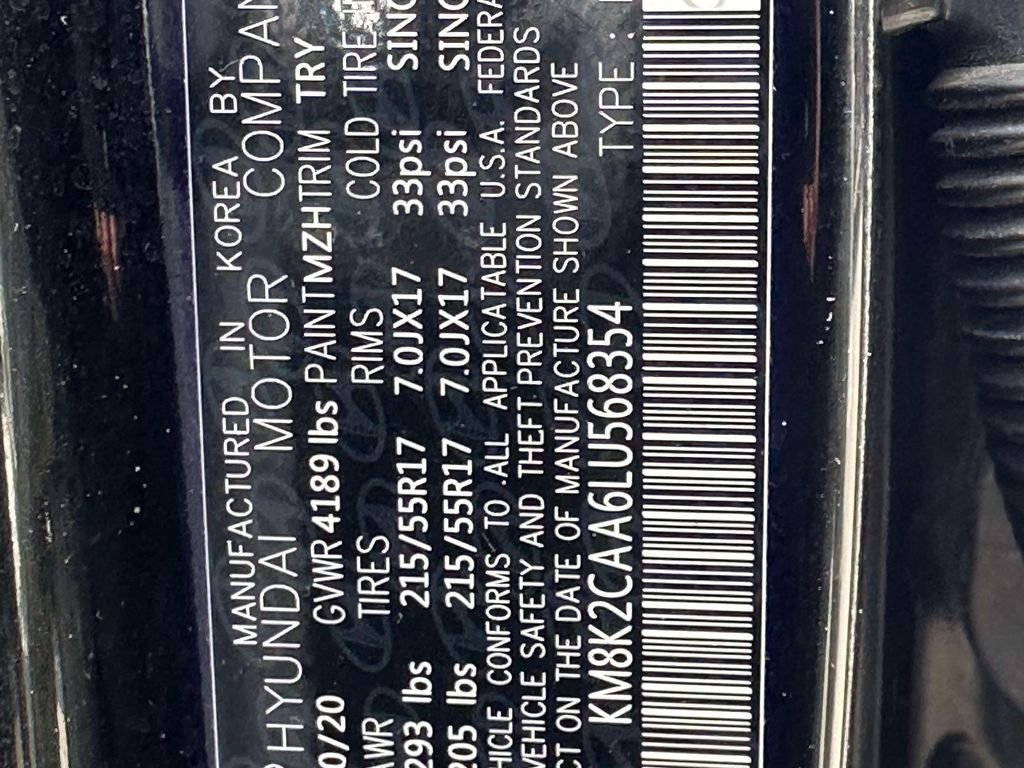 MANUFACTURED IN KOREA BY
HYUNDAI MOTOR COMPAN
0/20 GVWR 4189 lbs PAINT MZH TRIM TRY
AWR TIRES RIMS COLD TIRE
293 lbs 215/55R17 7.0JX17 33psi SINC
205 lbs 215/55R17 7.0JX17 33psi SINC
HICLE CONFORMS TO ALL APPLICATABLE U.S.A. FEDERA
VEHICLE SAFETY AND THEFT PREVENTION STANDARDS
CT ON THE DATE OF MANUFACTURE SHOWN ABOVE
KM8K2CAA6LU568354 TYPE :